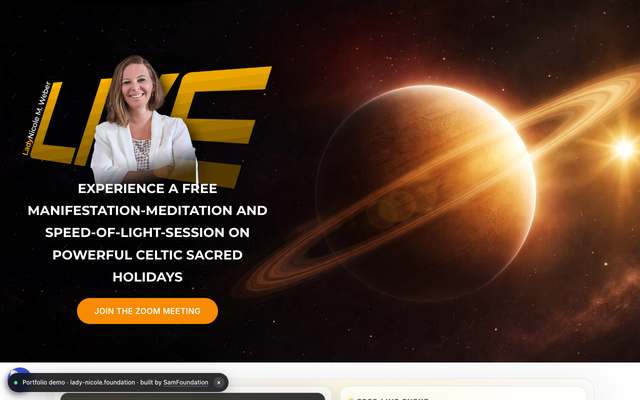 LadyNicole M. Weber
LIVE
EXPERIENCE A FREE
MANIFESTATION-MEDITATION AND
SPEED-OF-LIGHT-SESSION ON
POWERFUL CELTIC SACRED
HOLIDAYS
JOIN THE ZOOM MEETING
Portfolio demo · lady-nicole.foundation · built by SamFoundation ×